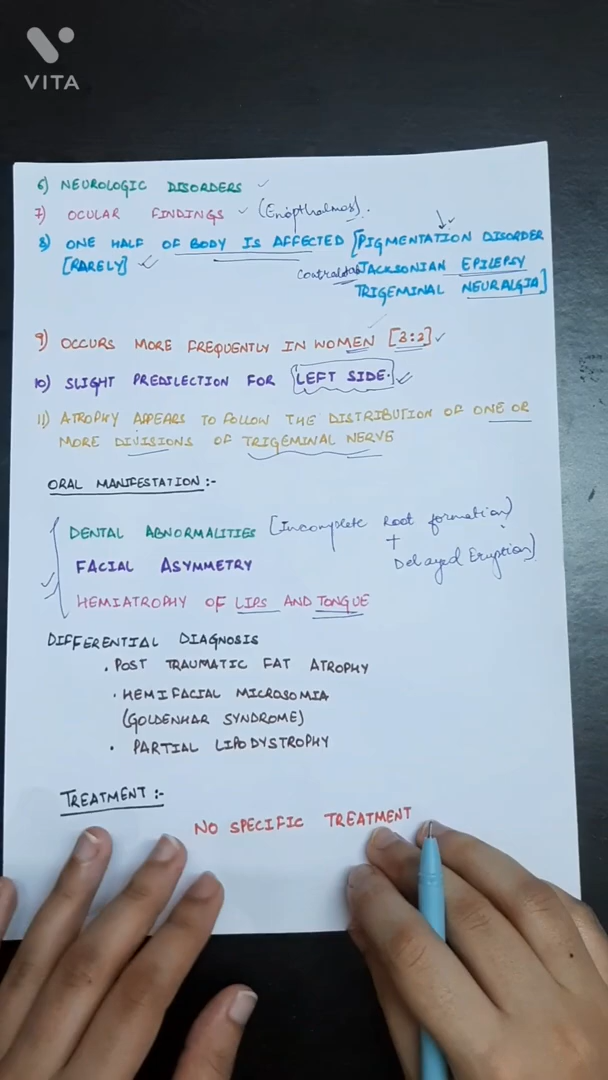 VITA
6) NEUROLOGIC DISORDERS
7) OCULAR FINDINGS (Enopthalmos).
8) ONE HALF OF BODY IS AFFECTED [PIGMENTATION DISORDER
[RARELY] JACKSONIAN EPILEPSY
TRIGEMINAL NEURALGIA]
9) OCCURS MORE FREQUENTLY IN WOMEN [3:2]
10) SLIGHT PREDILECTION FOR LEFT SIDE.
11) ATROPHY APPEARS TO FOLLOW THE DISTRIBUTION OF ONE OR
MORE DIVISIONS OF TRIGEMINAL NERVE
ORAL MANIFESTATION :-
DENTAL ABNORMALITIES [Incomplete Root formation
+
FACIAL ASYMMETRY Delayed Eruption]
HEMIATROPHY OF LIPS AND TONGUE
DIFFERENTIAL DIAGNOSIS
• POST TRAUMATIC FAT ATROPHY
• HEMIFACIAL MICROSOMIA
(GOLDENHAR SYNDROME)
• PARTIAL LIPODYSTROPHY
TREATMENT :-
NO SPECIFIC TREATMENT